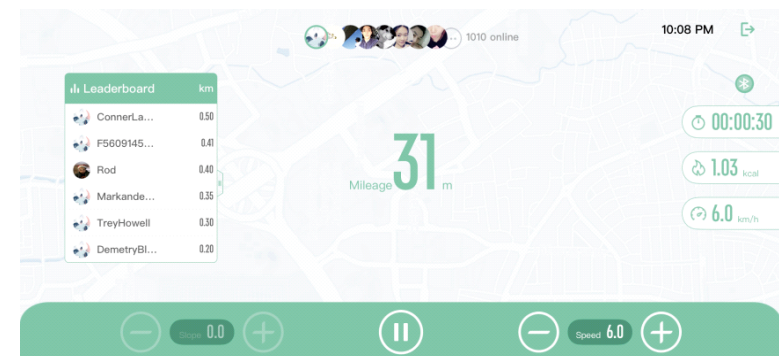 1010 online
10:08 PM
Leaderboard km
ConnerLa... 0.50
F5609145... 0.41
Rod 0.40
Markande... 0.35
TreyHowell 0.30
DemetryBl... 0.20
Mileage 31 m
00:00:30
1.03 kcal
6.0 km/h
Slope 0.0
Speed 6.0